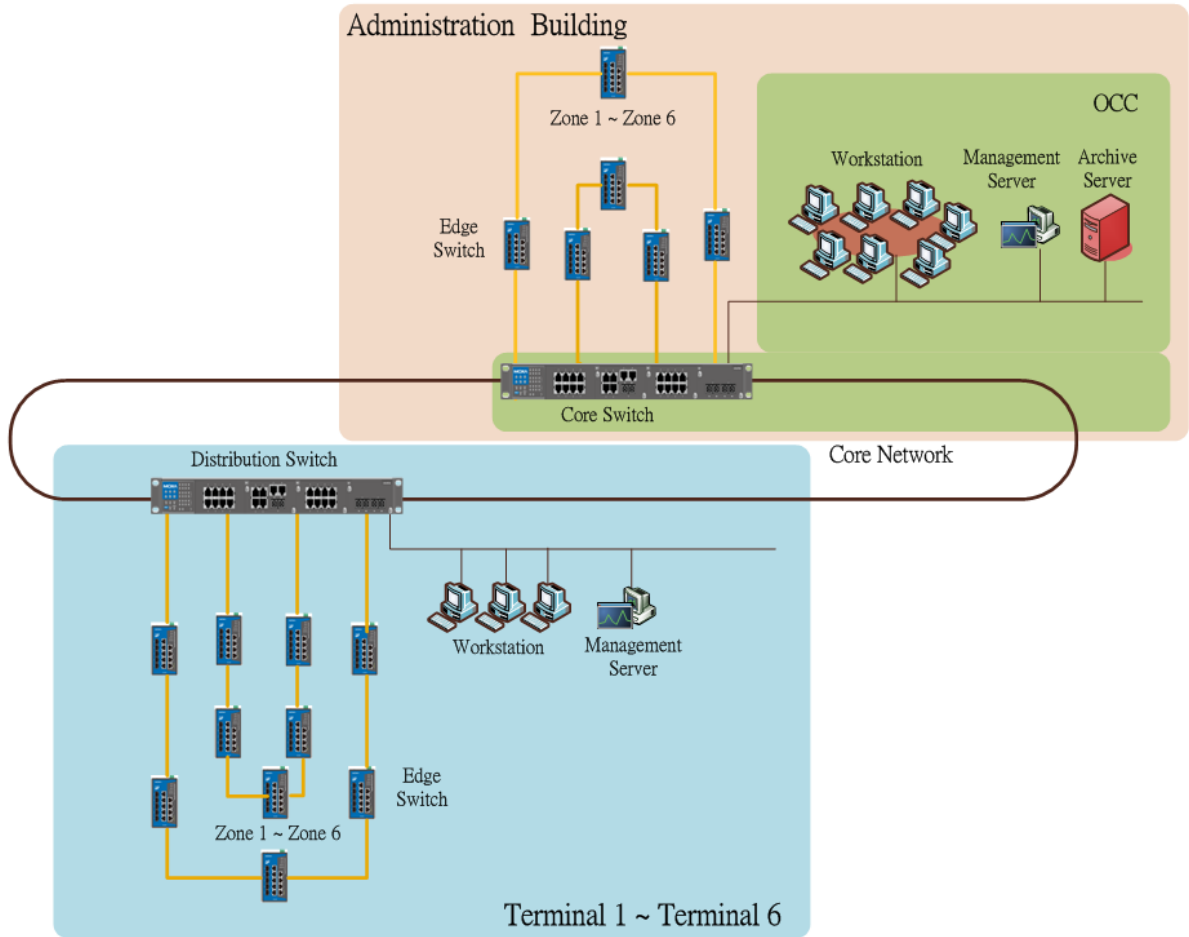 Administration Building
OCC
Zone 1 ~ Zone 6
Workstation
Management
Server
Archive
Server
Edge
Switch
Core Switch
Core Network
Distribution Switch
Workstation
Management
Server
Edge
Switch
Zone 1 ~ Zone 6
Terminal 1 ~ Terminal 6